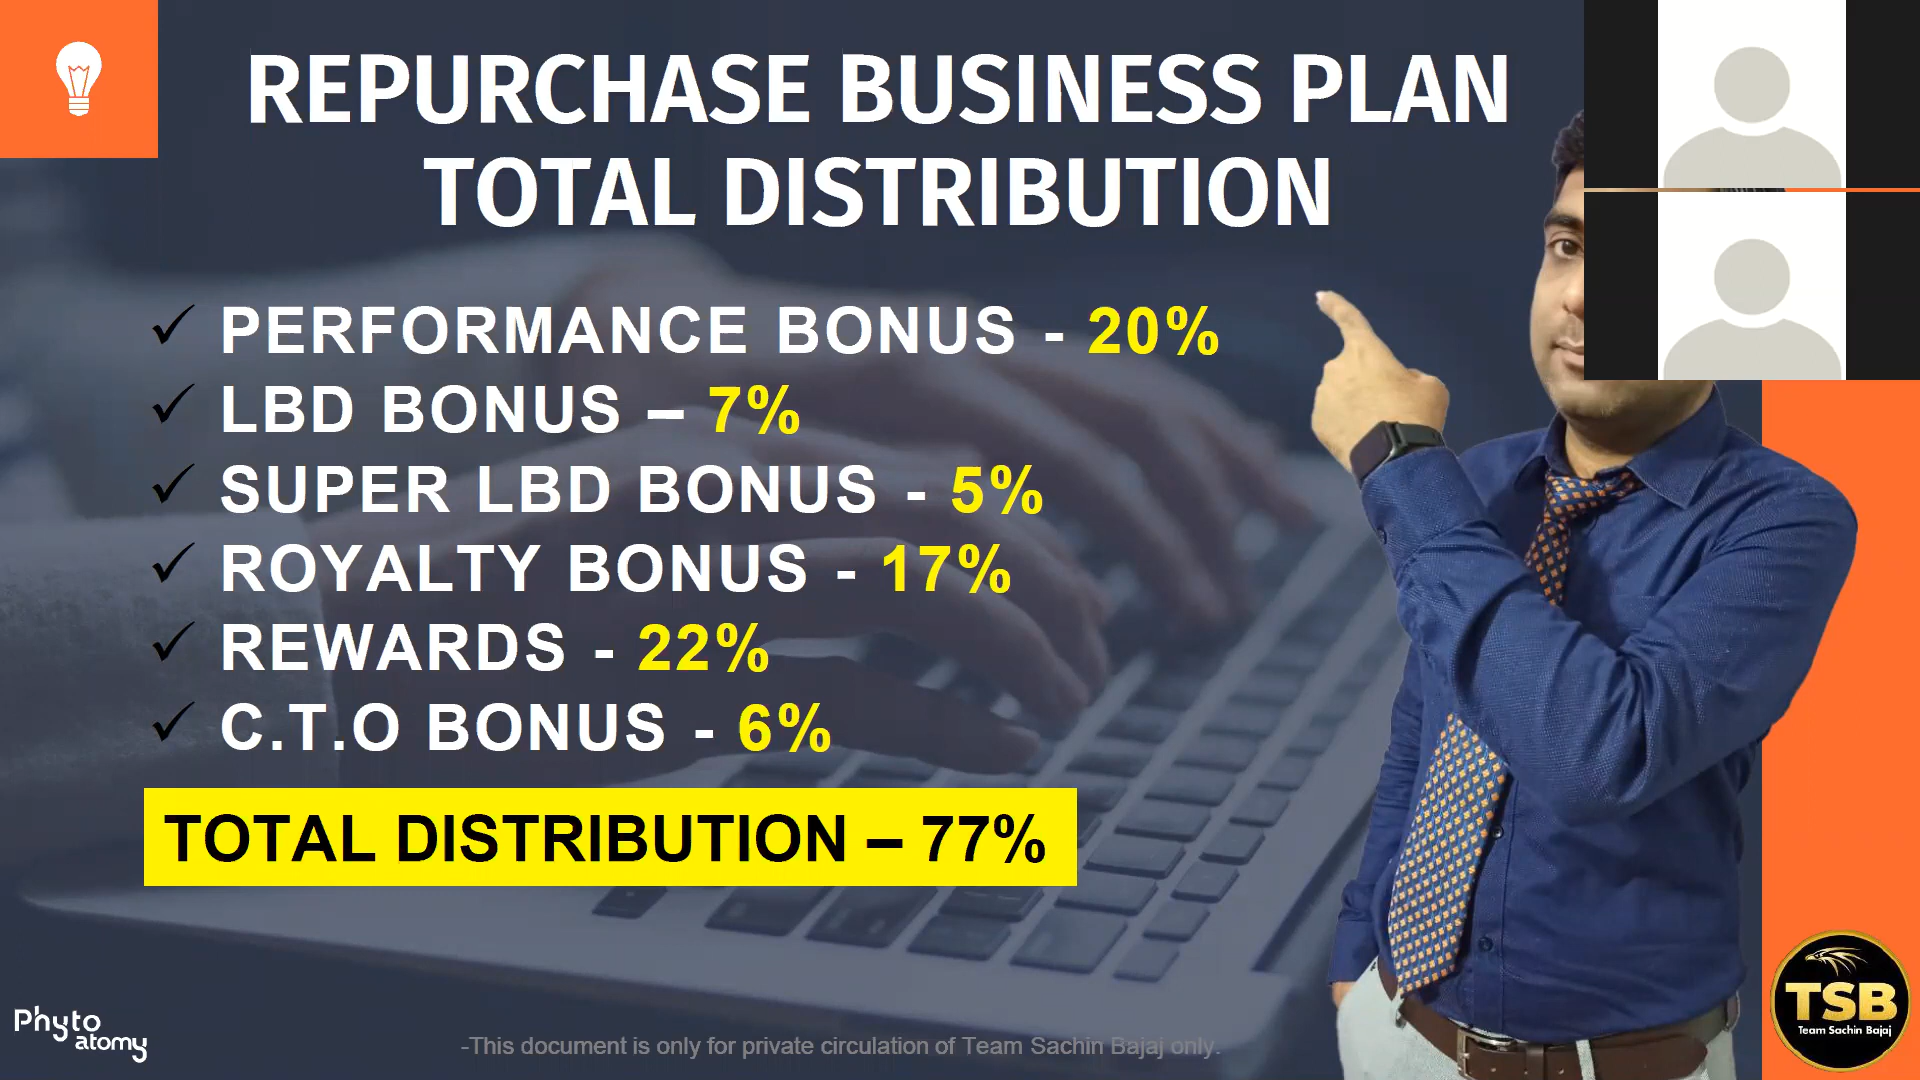 REPURCHASE BUSINESS PLAN
TOTAL DISTRIBUTION
PERFORMANCE BONUS - 20%
LBD BONUS – 7%
SUPER LBD BONUS - 5%
ROYALTY BONUS - 17%
REWARDS - 22%
C.T.O BONUS - 6%
TOTAL DISTRIBUTION – 77%
Phyto
atomy
-This document is only for private circulation of Team Sachin Bajaj only.
TSB
Team Sachin Bajaj